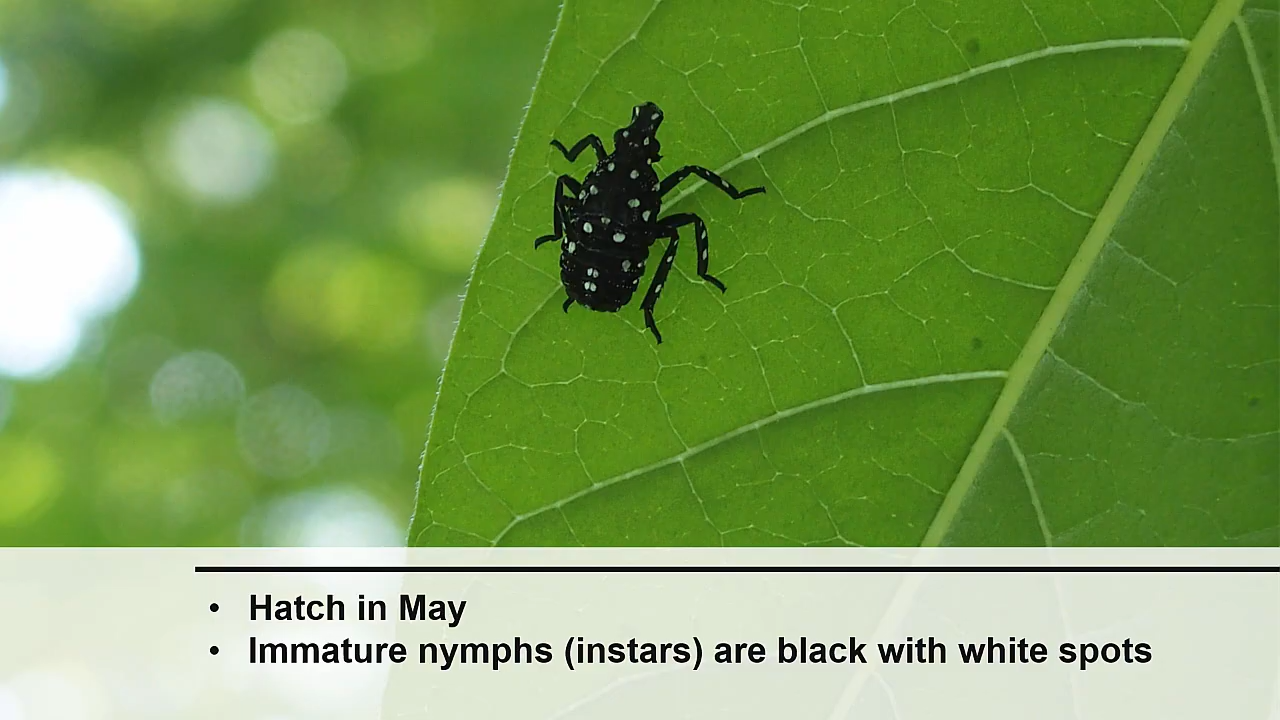 • Hatch in May
• Immature nymphs (instars) are black with white spots